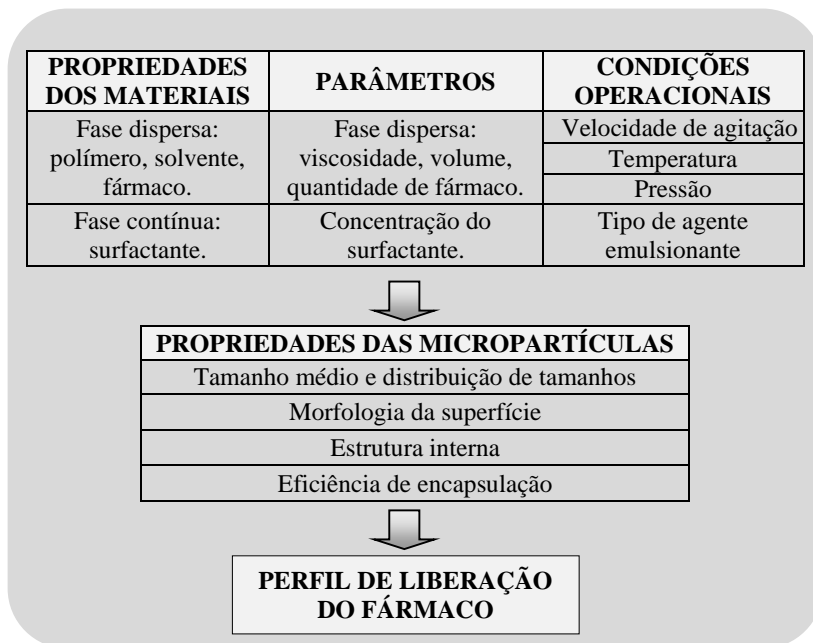 PROPRIEDADES
DOS MATERIAIS
PARÂMETROS
CONDIÇÕES
OPERACIONAIS
Fase dispersa:
polímero, solvente,
fármaco.
Fase dispersa:
viscosidade, volume,
quantidade de fármaco.
Velocidade de agitação
Temperatura
Pressão
Fase contínua:
surfactante.
Concentração do
surfactante.
Tipo de agente
emulsionante
PROPRIEDADES DAS MICROPARTÍCULAS
Tamanho médio e distribuição de tamanhos
Morfologia da superfície
Estrutura interna
Eficiência de encapsulação
PERFIL DE LIBERAÇÃO
DO FÁRMACO